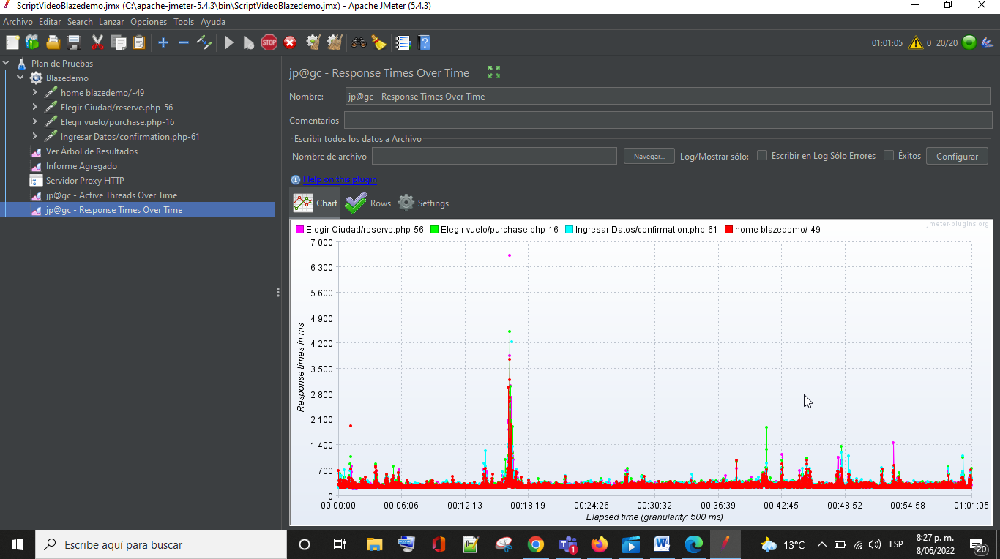 ScriptVideoBlazedemo.jmx (C:\apache-jmeter-5.4.3\bin\ScriptVideoBlazedemo.jmx) - Apache JMeter (5.4.3)
Archivo Editar Search Lanzar Opciones Tools Ayuda
STOP 01:01:05 0 20/20
Plan de Pruebas
Blazedemo
home blazedemo/-49
Elegir Ciudad/reserve.php-56
Elegir vuelo/purchase.php-16
Ingresar Datos/confirmation.php-61
Ver Árbol de Resultados
Informe Agregado
Servidor Proxy HTTP
jp@gc - Active Threads Over Time
jp@gc - Response Times Over Time
jp@gc - Response Times Over Time
Nombre: jp@gc - Response Times Over Time
Comentarios
Escribir todos los datos a Archivo
Nombre de archivo Navegar... Log/Mostrar sólo: Escribir en Log Sólo Errores Éxitos Configurar
Help on this plugin
Chart Rows Settings
jmeter-plugins.org
Elegir Ciudad/reserve.php-56 Elegir vuelo/purchase.php-16 Ingresar Datos/confirmation.php-61 home blazedemo/-49
7 000
6 300
5 600
4 900
4 200
3 500
2 800
2 100
1 400
700
0
Response times in ms
00:00:00 00:06:06 00:12:13 00:18:19 00:24:26 00:30:32 00:36:39 00:42:45 00:48:52 00:54:58 01:01:05
Elapsed time (granularity: 500 ms)
Escribe aquí para buscar 1 13°C ESP 8:27 p. m.
8/06/2022 20